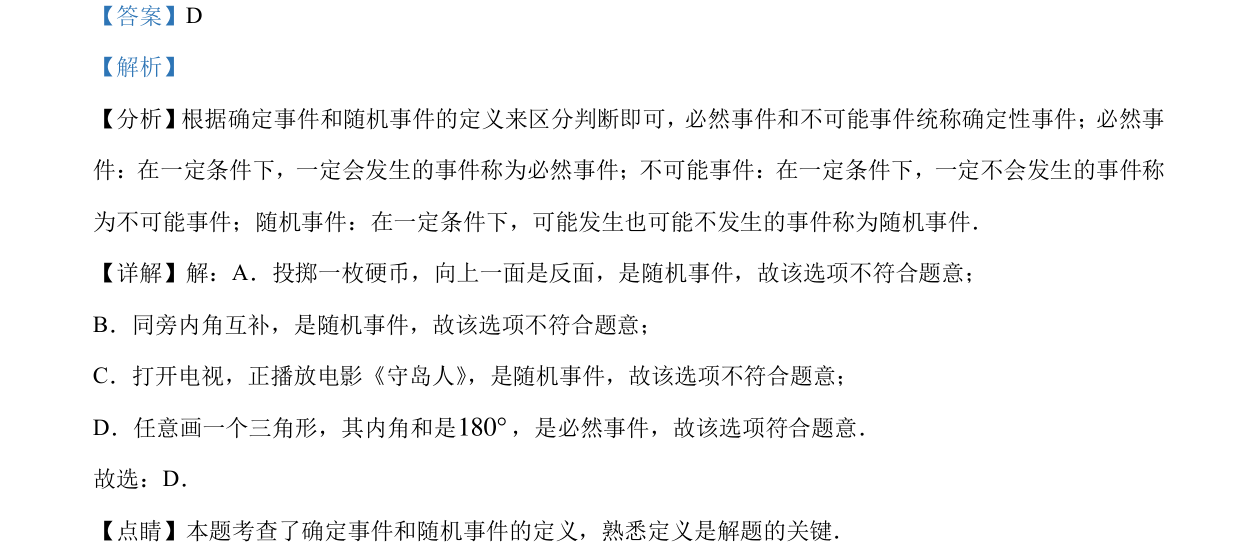 【答案】D
【解析】
【分析】根据确定事件和随机事件的定义来区分判断即可，必然事件和不可能事件统称确定性事件；必然事
件：在一定条件下，一定会发生的事件称为必然事件；不可能事件：在一定条件下，一定不会发生的事件称
为不可能事件；随机事件：在一定条件下，可能发生也可能不发生的事件称为随机事件．
【详解】解：A．投掷一枚硬币，向上一面是反面，是随机事件，故该选项不符合题意；
B．同旁内角互补，是随机事件，故该选项不符合题意；
C．打开电视，正播放电影《守岛人》，是随机事件，故该选项不符合题意；
D．任意画一个三角形，其内角和是180°，是必然事件，故该选项符合题意．
故选：D．
【点睛】本题考查了确定事件和随机事件的定义，熟悉定义是解题的关键．